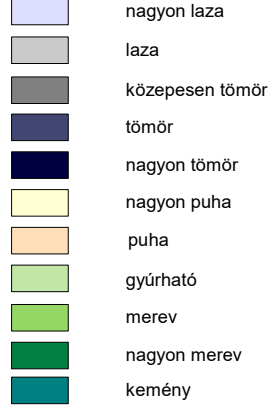 nagyon laza
laza
közepesen tömör
tömör
nagyon tömör
nagyon puha
puha
gyúrható
merev
nagyon merev
kemény